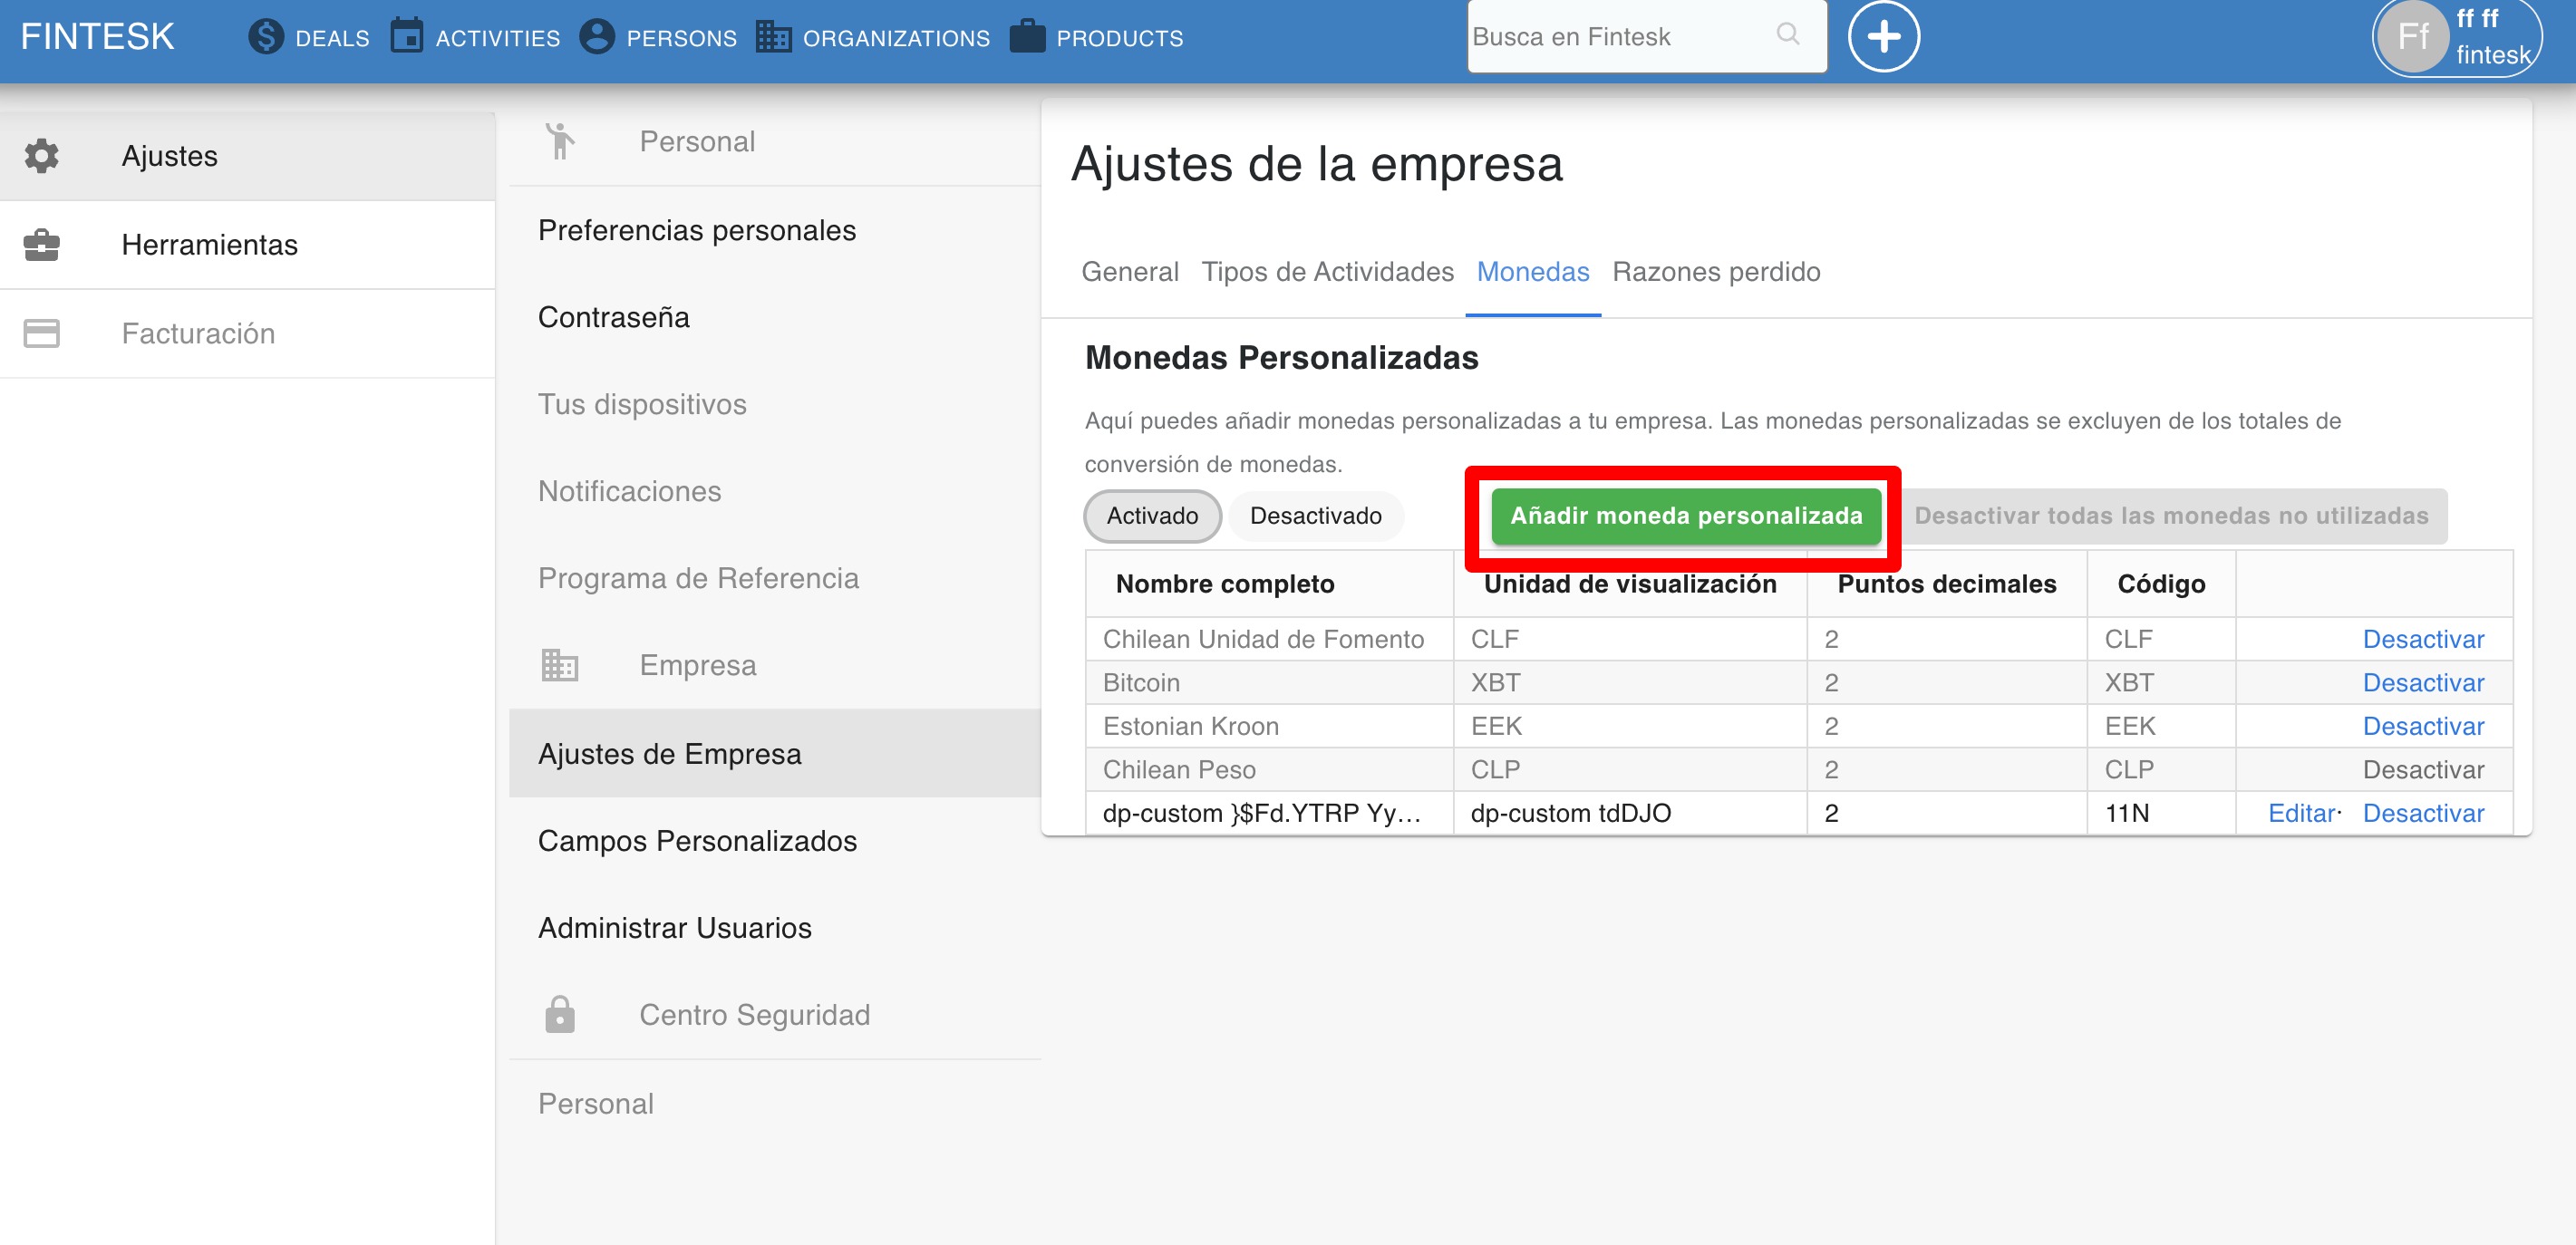 FINTESK
DEALS
ACTIVITIES
PERSONS
ORGANIZATIONS
PRODUCTS
Busca en Fintesk
Ff
ff ff
fintesk
Ajustes
Herramientas
Facturación
Personal
Preferencias personales
Contraseña
Tus dispositivos
Notificaciones
Programa de Referencia
Empresa
Ajustes de Empresa
Campos Personalizados
Administrar Usuarios
Centro Seguridad
Personal
Ajustes de la empresa
General Tipos de Actividades Monedas Razones perdido
Monedas Personalizadas
Aquí puedes añadir monedas personalizadas a tu empresa. Las monedas personalizadas se excluyen de los totales de
conversión de monedas.
Activado Desactivado Añadir moneda personalizada Desactivar todas las monedas no utilizadas
Nombre completo Unidad de visualización Puntos decimales Código
Chilean Unidad de Fomento CLF 2 CLF Desactivar
Bitcoin XBT 2 XBT Desactivar
Estonian Kroon EEK 2 EEK Desactivar
Chilean Peso CLP 2 CLP Desactivar
dp-custom }$Fd.YTRP Yy... dp-custom tdDJO 2 11N Editar· Desactivar